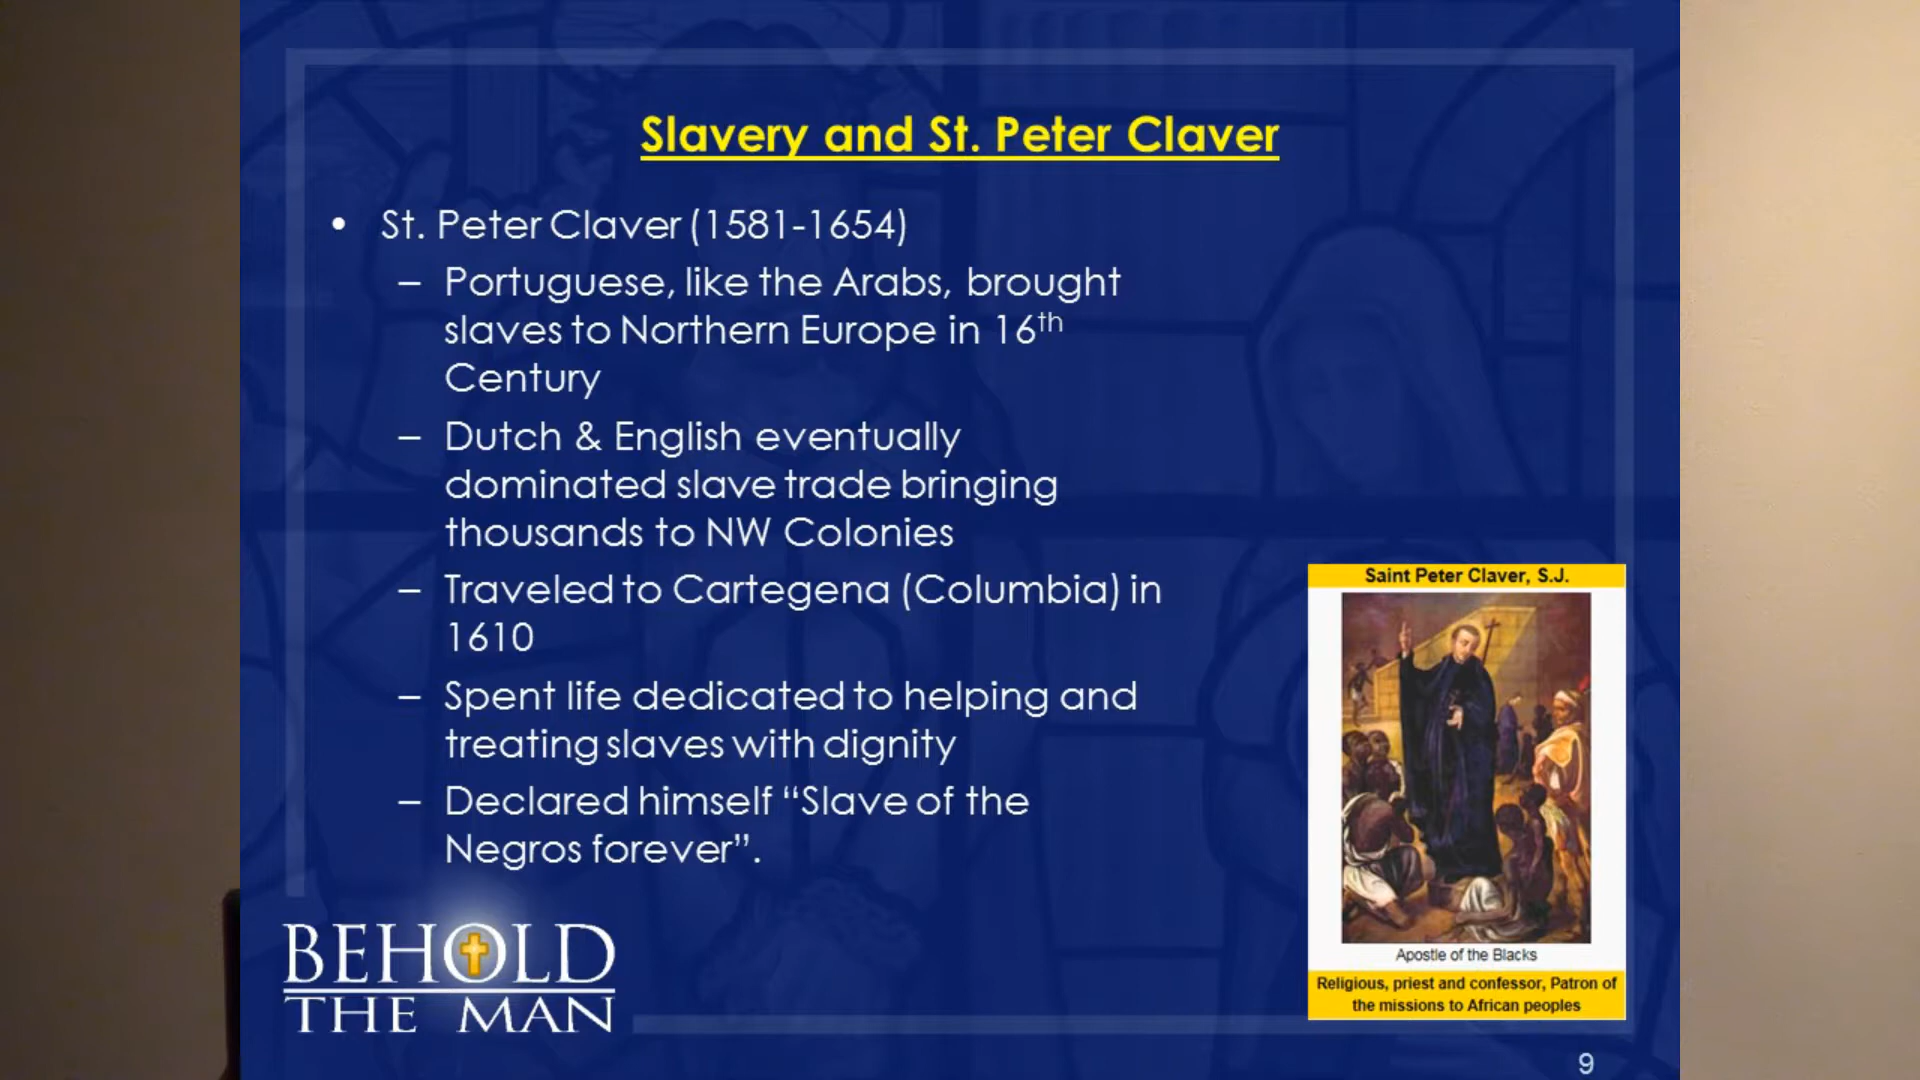 Slavery and St. Peter Claver
• St. Peter Claver (1581-1654)
– Portuguese, like the Arabs, brought
slaves to Northern Europe in 16th
Century
– Dutch & English eventually
dominated slave trade bringing
thousands to NW Colonies
– Traveled to Cartegena (Columbia) in
1610
– Spent life dedicated to helping and
treating slaves with dignity
– Declared himself “Slave of the
Negros forever”.
Saint Peter Claver, S.J.
Apostle of the Blacks
Religious, priest and confessor, Patron of
the missions to African peoples
BEHOLD
THE MAN
9